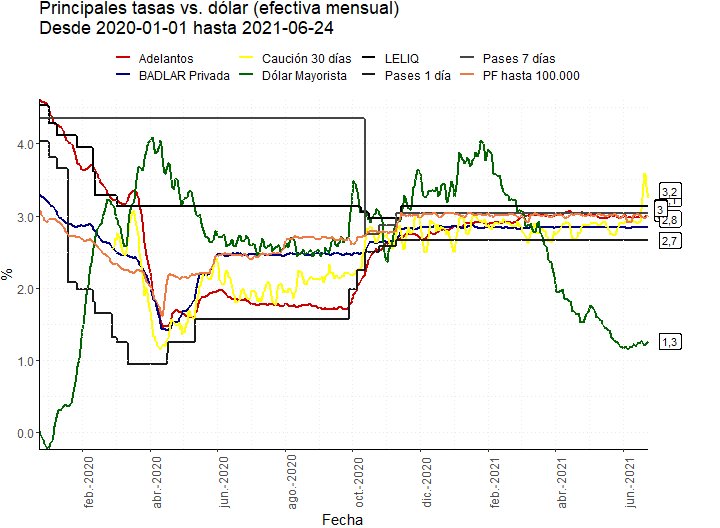 Principales tasas vs. dólar (efectiva mensual)
Desde 2020-01-01 hasta 2021-06-24
Adelantos
Caución 30 días
LELIQ
Pases 7 días
BADLAR Privada
Dólar Mayorista
Pases 1 día
PF hasta 100.000
4.0
3.0
2.0
1.0
0.0
%
3,2
3
2,8
2,7
1,3
feb.-2020
abr.-2020
jun.-2020
ago.-2020
oct.-2020
dic.-2020
feb.-2021
abr.-2021
jun.-2021
Fecha